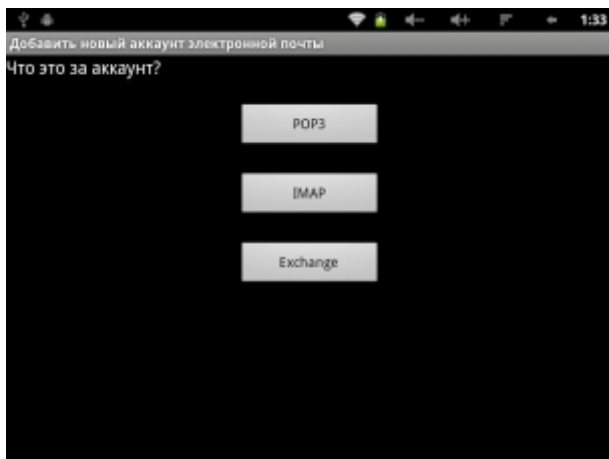 1:33
Добавить новый аккаунт электронной почты
Что это за аккаунт?
POP3
IMAP
Exchange